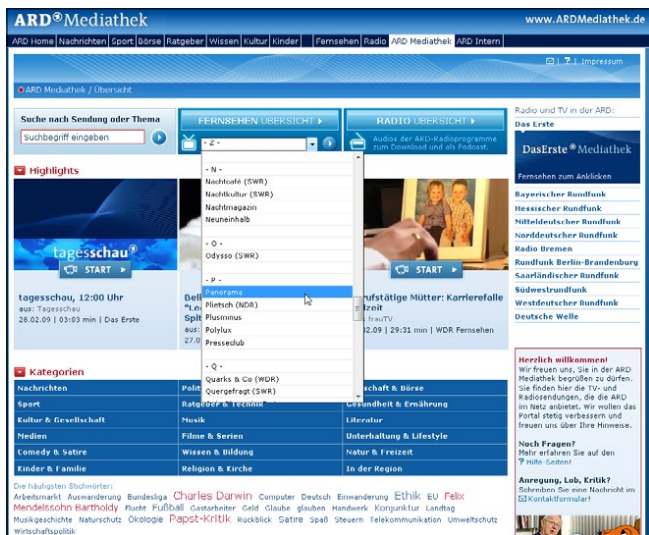 ARD Mediathek
www.ARDMediathek.de
ARD Home | Nachrichten | Sport | Börse | Ratgeber | Wissen | Kultur | Kinder | Fernsehen | Radio | ARD Mediathek | ARD Intern
| ? | Impressum
ARD Mediathek / Übersicht
Suche nach Sendung oder Thema
Suchbegriff eingeben
FERNSEHEN ÜBERSICHT
- Z -
RADIO ÜBERSICHT
Audios der ARD-Radioprogramme
zum Download und als Podcast.
- N -
Nachtcafé (SWR)
Nachtkultur (SWR)
Nachtmagazin
Neuneinhalb
- O -
Odysso (SWR)
- P -
Panorama
Plietsch (NDR)
Plusminus
Polylux
Presseclub
- Q -
Quarks & Co (WDR)
Quergefragt (SWR)
Highlights
tagesschau
START
tagesschau, 12:00 Uhr
aus: Tagesschau
28.02.09 | 03:03 min | Das Erste
aus:
START
rufstätige Mütter: Karrierefalle
frauTV
02.09 | 29:31 min | WDR Fernsehen
Kategorien
Nachrichten
Sport
Kultur & Gesellschaft
Medien
Comedy & Satire
Kinder & Familie
Ratgeber & Technik
Musik
Filme & Serien
Wissen & Bildung
Religion & Kirche
schaft & Börse
Gesundheit & Ernährung
Literatur
Unterhaltung & Lifestyle
Natur & Freizeit
In der Region
Die häufigsten Stichwörter:
Arbeitsmarkt Auswanderung Bundesliga Charles Darwin Computer Deutsch Einwanderung Ethik EU Felix
Mendelssohn Bartholdy Flucht Fußball Gastarbeiter Geld Glaube glauben Handwerk Konjunktur Landtag
Musikgeschichte Naturschutz Ökologie Papst-Kritik Rückblick Satire Spaß Steuern Telekommunikation Umweltschutz
Wirtschaftspolitik
Radio und TV in der ARD:
Das Erste
DasErste Mediathek
Fernsehen zum Anklicken
Bayerischer Rundfunk
Hessischer Rundfunk
Mitteldeutscher Rundfunk
Norddeutscher Rundfunk
Radio Bremen
Rundfunk Berlin-Brandenburg
Saarländischer Rundfunk
Südwestrundfunk
Westdeutscher Rundfunk
Deutsche Welle
Herzlich willkommen!
Wir freuen uns, Sie in der ARD
Mediathek begrüßen zu dürfen.
Sie finden hier die TV- und
Radiosendungen, die die ARD
im Netz anbietet. Wir wollen das
Portal stetig verbessern und
freuen uns über Ihre Hinweise.
Noch Fragen?
Mehr erfahren Sie auf den
? Hilfe-Seiten!
Anregung, Lob, Kritik?
Schreiben Sie eine Nachricht im
Kontaktformular!